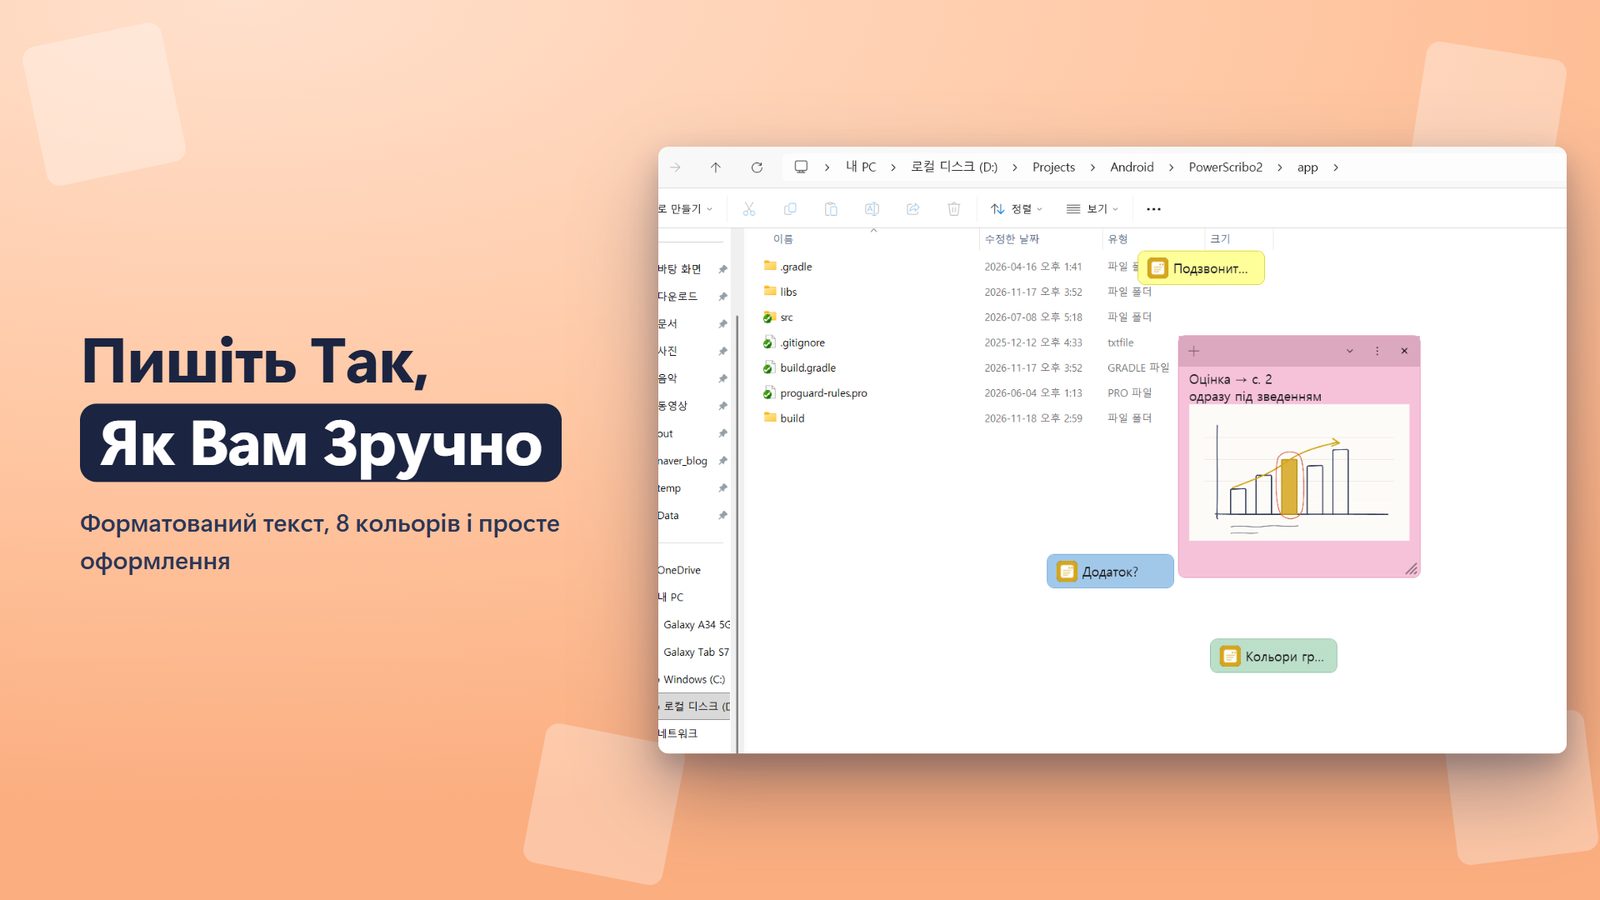 Пишіть Так,
Як Вам Зручно
Форматований текст, 8 кольорів і просте
оформлення
내 PC
로컬 디스크 (D:)
Projects
Android
PowerScribo2
app
로 만들기
정렬
보기
이름
수정한 날짜
유형
크기
바탕 화면
다운로드
문서
사진
음악
동영상
out
naver_blog
temp
Data
OneDrive
내 PC
Galaxy A34 5G
Galaxy Tab S7
Windows (C:)
로컬 디스크 (D
네트워크
.gradle 2026-04-16 오후 1:41 파일
libs 2026-11-17 오후 3:52 파일 폴더
src 2026-07-08 오후 5:18 파일 폴더
.gitignore 2025-12-12 오후 4:33 txtfile
build.gradle 2026-11-17 오후 3:52 GRADLE 파일
proguard-rules.pro 2026-06-04 오후 1:13 PRO 파일
build 2026-11-18 오후 2:59 파일 폴더
Подзвонит...
Оцінка → с. 2
одразу під зведенням
Додаток?
Кольори гр...